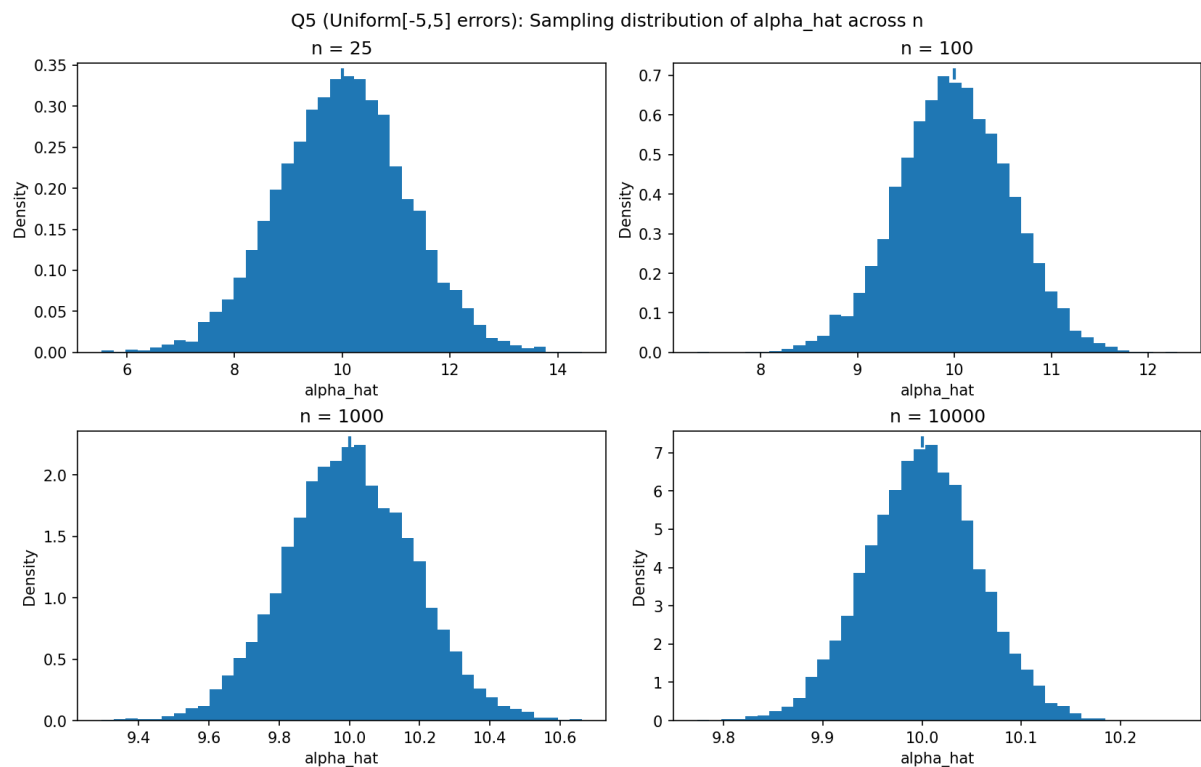 Q5 (Uniform[-5,5] errors): Sampling distribution of alpha_hat across n
n = 25
0.35
0.30
0.25
0.20
0.15
0.10
0.05
0.00
Density
6 8 10 12 14
alpha_hat
n = 100
0.7
0.6
0.5
0.4
0.3
0.2
0.1
0.0
Density
8 9 10 11 12
alpha_hat
n = 1000
2.0
1.5
1.0
0.5
0.0
Density
9.4 9.6 9.8 10.0 10.2 10.4 10.6
alpha_hat
n = 10000
7
6
5
4
3
2
1
0
Density
9.8 9.9 10.0 10.1 10.2
alpha_hat